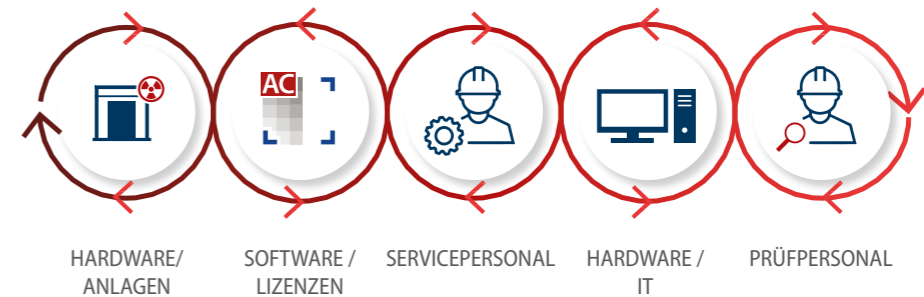 AC
HARDWARE/
ANLAGEN
SOFTWARE /
LIZENZEN
SERVICEPERSONAL
HARDWARE /
IT
PRÜFPERSONAL